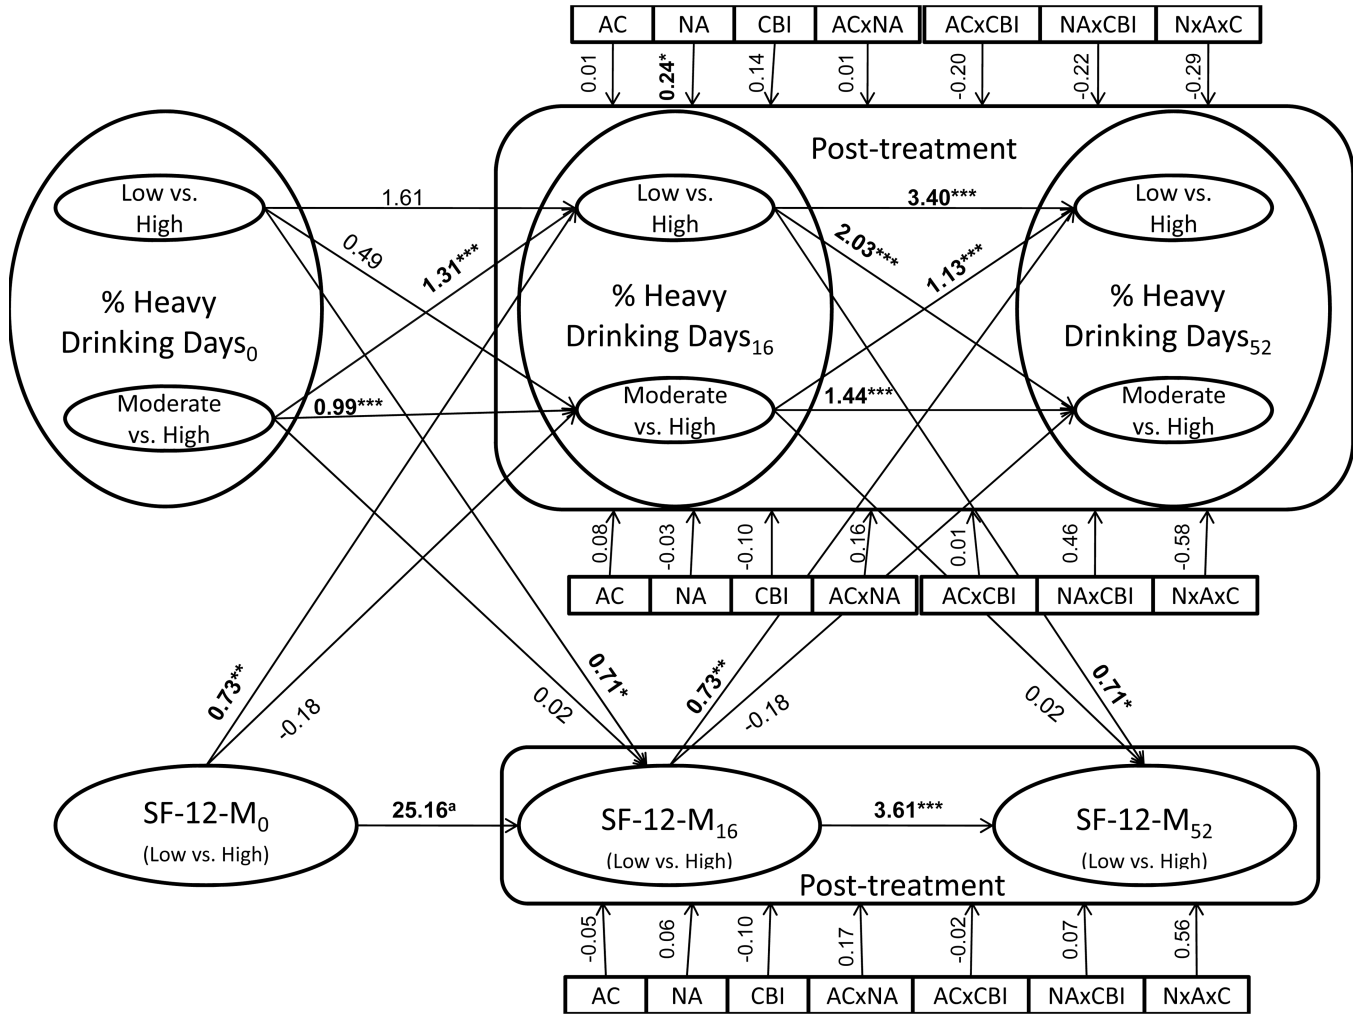 AC NA CBI ACxNA ACxCBI NAxCBI NxAxC
0.01 0.24* 0.14 0.01 -0.20 -0.22 -0.29
Post-treatment
Low vs.
High
1.61
Low vs.
High
3.40***
Low vs.
High
0.49
1.31***
2.03***
1.13***
% Heavy
Drinking Days0
% Heavy
Drinking Days16
% Heavy
Drinking Days52
Moderate
vs. High
0.99***
Moderate
vs. High
1.44***
Moderate
vs. High
0.08 -0.03 -0.10 0.16 0.01 0.46 -0.58
AC NA CBI ACxNA ACxCBI NAxCBI NxAxC
0.73**
-0.18
0.02
0.71*
0.73**
-0.18
0.02
0.71*
SF-12-M0
(Low vs. High)
25.16a
SF-12-M16
(Low vs. High)
3.61***
SF-12-M52
(Low vs. High)
Post-treatment
-0.05 0.06 -0.10 0.17 -0.02 0.07 0.56
AC NA CBI ACxNA ACxCBI NAxCBI NxAxC